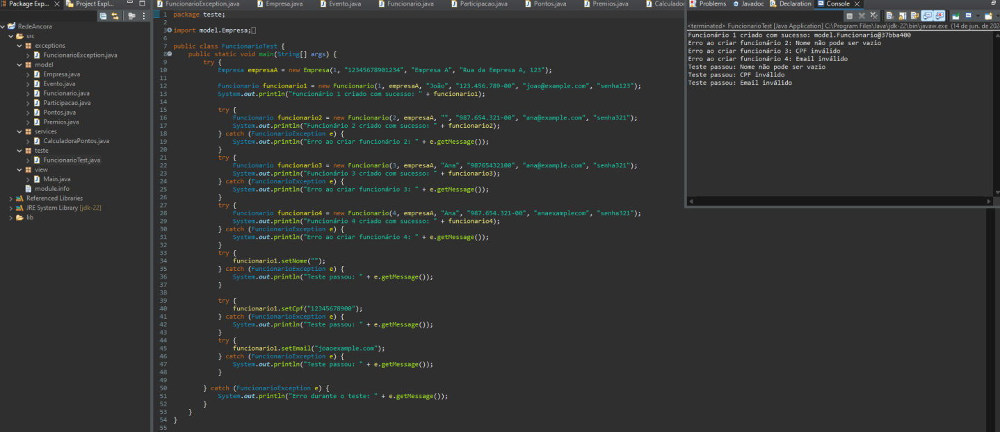 Package Exp...
Project Expl...
RedeAncora
src
exceptions
FuncionarioException.java
model
Empresa.java
Evento.java
Funcionario.java
Participacao.java
Pontos.java
Premios.java
services
CalculadoraPontos.java
teste
FuncionarioTest.java
view
Main.java
module.info
Referenced Libraries
JRE System Library [jdk-22]
lib
FuncionarioException.java Empresa.java Evento.java Funcionario.java Participacao.java Pontos.java Premios.java Calculador
1 package teste;
2
3 import model.Empresa;
6
7 public class FuncionarioTest {
8 public static void main(String[] args) {
9 try {
10 Empresa empresaA = new Empresa(1, "12345678901234", "Empresa A", "Rua da Empresa A, 123");
11
12 Funcionario funcionario1 = new Funcionario(1, empresaA, "João", "123.456.789-00", "joao@example.com", "senha123");
13 System.out.println("Funcionário 1 criado com sucesso: " + funcionario1);
14
15 try {
16 Funcionario funcionario2 = new Funcionario(2, empresaA, "", "987.654.321-00", "ana@example.com", "senha321");
17 System.out.println("Funcionário 2 criado com sucesso: " + funcionario2);
18 } catch (FuncionarioException e) {
19 System.out.println("Erro ao criar funcionário 2: " + e.getMessage());
20 }
21 try {
22 Funcionario funcionario3 = new Funcionario(3, empresaA, "Ana", "98765432100", "ana@example.com", "senha321");
23 System.out.println("Funcionário 3 criado com sucesso: " + funcionario3);
24 } catch (FuncionarioException e) {
25 System.out.println("Erro ao criar funcionário 3: " + e.getMessage());
26 }
27 try {
28 Funcionario funcionario4 = new Funcionario(4, empresaA, "Ana", "987.654.321-00", "anaexamplecom", "senha321");
29 System.out.println("Funcionário 4 criado com sucesso: " + funcionario4);
30 } catch (FuncionarioException e) {
31 System.out.println("Erro ao criar funcionário 4: " + e.getMessage());
32 }
33 try {
34 funcionario1.setNome("");
35 } catch (FuncionarioException e) {
36 System.out.println("Teste passou: " + e.getMessage());
37 }
38
39 try {
40 funcionario1.setCpf("12345678900");
41 } catch (FuncionarioException e) {
42 System.out.println("Teste passou: " + e.getMessage());
43 }
44 try {
45 funcionario1.setEmail("joaoexample.com");
46 } catch (FuncionarioException e) {
47 System.out.println("Teste passou: " + e.getMessage());
48 }
49
50 } catch (FuncionarioException e) {
51 System.out.println("Erro durante o teste: " + e.getMessage());
52 }
53 }
54 }
55
Problems Javadoc Declaration Console
<terminated> FuncionarioTest [Java Application] C:\Program Files\Java\jdk-22\bin\javaw.exe (14 de jun. de 202
Funcionário 1 criado com sucesso: model.Funcionario@37bba400
Erro ao criar funcionário 2: Nome não pode ser vazio
Erro ao criar funcionário 3: CPF inválido
Erro ao criar funcionário 4: Email inválido
Teste passou: Nome não pode ser vazio
Teste passou: CPF inválido
Teste passou: Email inválido